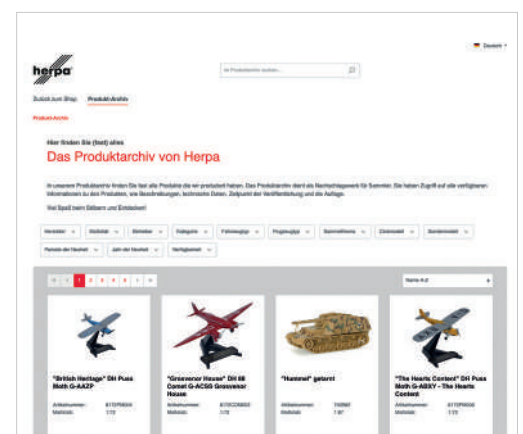 Deutsch
herpa
Im Produktarchiv suchen...
Zurück zum Shop Produkt-Archiv
Produkt-Archiv
Hier finden Sie (fast) alles
Das Produktarchiv von Herpa
In unserem Produktarchiv finden Sie fast alle Produkte die wir produziert haben. Das Produktarchiv dient als Nachschlagewerk für Sammler. Sie haben Zugriff auf alle verfügbaren
Informationen zu den Produkten, wie Beschreibungen, technische Daten, Zeitpunkt der Veröffentlichung und die Auflage.
Viel Spaß beim Stöbern und Entdecken!
Hersteller Maßstab Betreiber Kategorie Fahrzeugtyp Flugzeugtyp Sammelthema Clubmodell Sondermodell
Periode der Neuheit Jahr der Neuheit Verfügbarkeit
1 2 3 4 5
Name A-Z
"British Heritage" DH Puss
Moth G-AAZP
Artikelnummer:
Maßstab: 1:72
"Grosvenor House" DH 88
Comet G-ACSS Grosvenor
House
Artikelnummer:
Maßstab: 1:72
"Hummel" getarnt
Artikelnummer:
Maßstab: 1:87
"The Hearts Content" DH Puss
Moth G-ABXY - The Hearts
Content
Artikelnummer:
Maßstab: 1:72